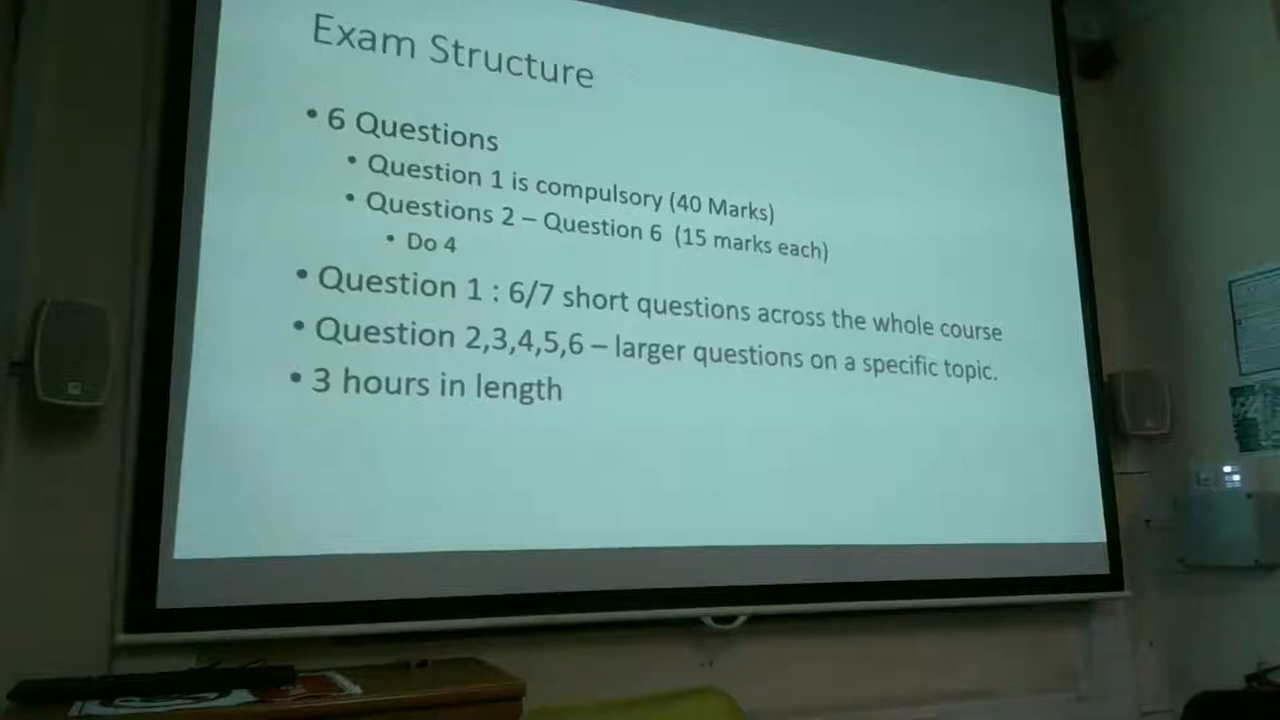 Exam Structure
• 6 Questions
• Question 1 is compulsory (40 Marks)
• Questions 2 – Question 6 (15 marks each)
• Do 4
• Question 1 : 6/7 short questions across the whole course
• Question 2,3,4,5,6 – larger questions on a specific topic.
• 3 hours in length